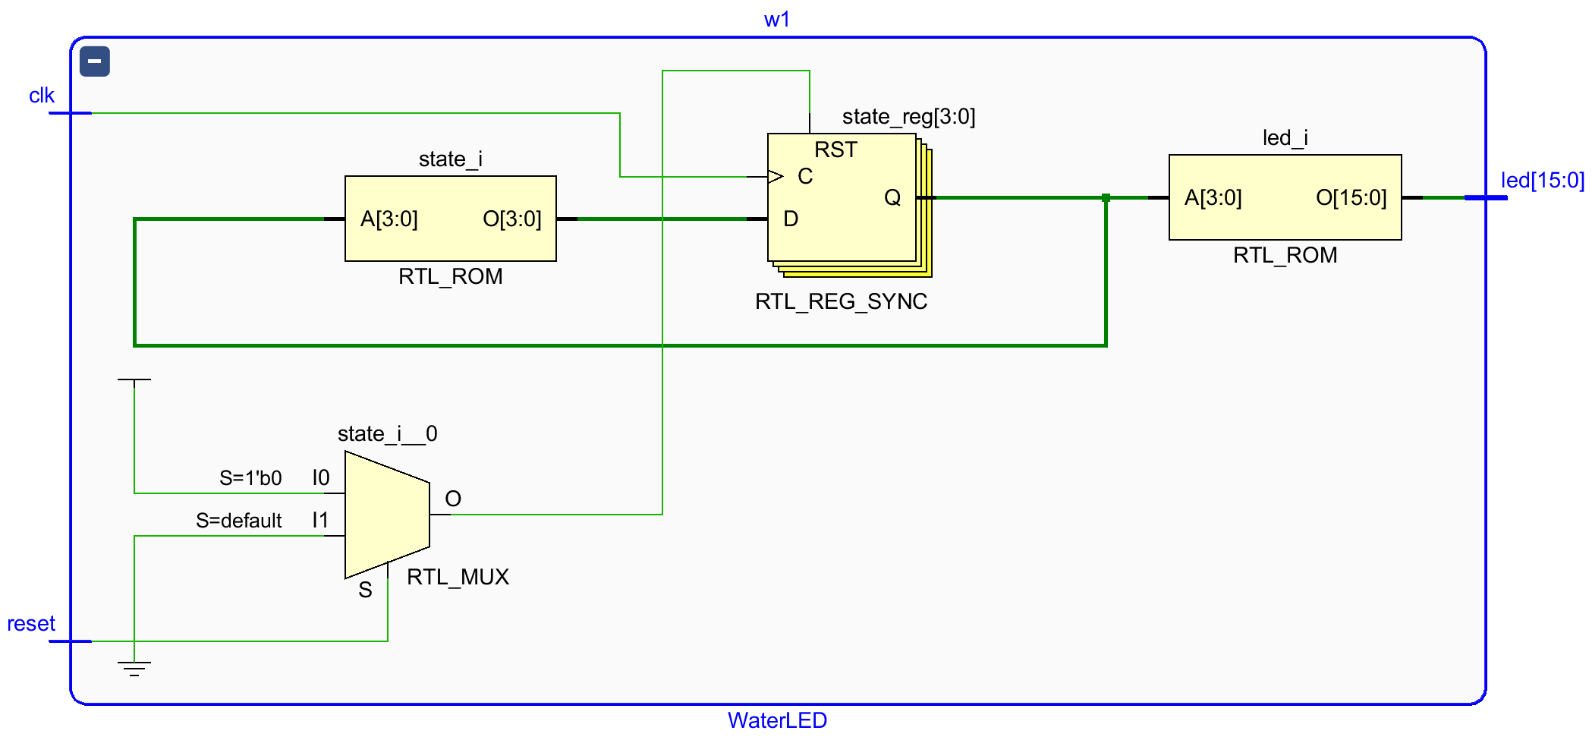 w1
clk
state_i
A[3:0]
O[3:0]
RTL_ROM
state_reg[3:0]
RST
C
D
Q
RTL_REG_SYNC
led_i
A[3:0]
O[15:0]
RTL_ROM
led[15:0]
state_i__0
S=1'b0
I0
S=default
I1
O
S
RTL_MUX
reset
WaterLED